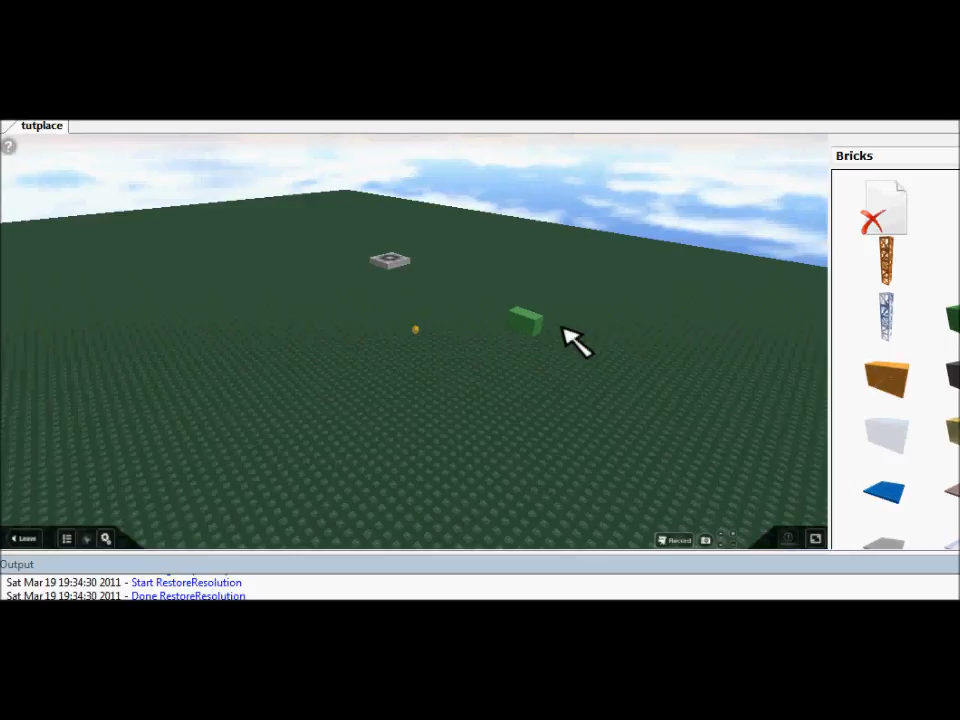 tutplace
?
Bricks
Leave
Record
Output
Sat Mar 19 19:34:30 2011 - Start RestoreResolution
Sat Mar 19 19:34:30 2011 - Done RestoreResolution